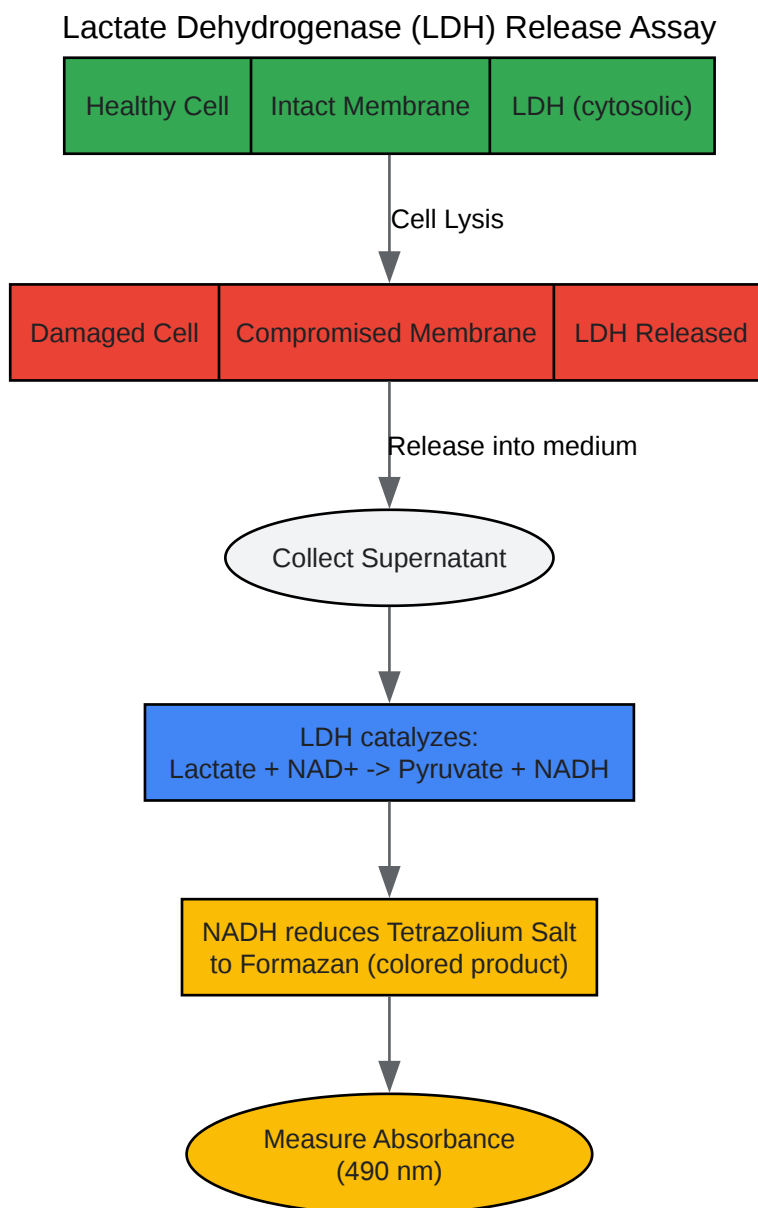 Lactate Dehydrogenase (LDH) Release Assay
Healthy Cell
Intact Membrane
LDH (cytosolic)
Cell Lysis
Damaged Cell
Compromised Membrane
LDH Released
Release into medium
Collect Supernatant
LDH catalyzes:
Lactate + NAD+ -> Pyruvate + NADH
NADH reduces Tetrazolium Salt
to Formazan (colored product)
Measure Absorbance
(490 nm)